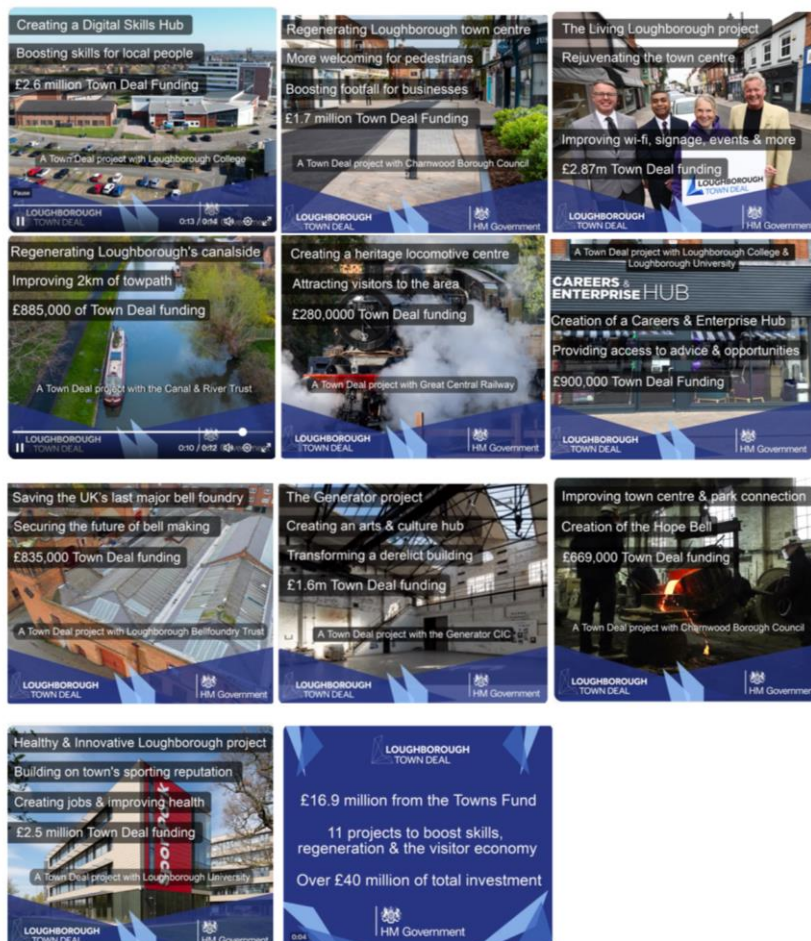 Creating a Digital Skills Hub
Boosting skills for local people
£2.6 million Town Deal Funding
A Town Deal project with Loughborough College
Pause
0:13 / 0:14
LOUGHBOROUGH
TOWN DEAL
Regenerating Loughborough town centre
More welcoming for pedestrians
Boosting footfall for businesses
£1.7 million Town Deal Funding
A Town Deal project with Charnwood Borough Council
LOUGHBOROUGH
TOWN DEAL
HM Government
The Living Loughborough project
Rejuvenating the town centre
Improving wi-fi, signage, events & more
£2.87m Town Deal funding
LOUGHBOROUGH
TOWN DEAL
LOUGHBOROUGH
TOWN DEAL
HM Government
Regenerating Loughborough's canalside
Improving 2km of towpath
£885,000 of Town Deal funding
A Town Deal project with the Canal & River Trust
LOUGHBOROUGH
TOWN DEAL
0:10 / 0:12
Creating a heritage locomotive centre
Attracting visitors to the area
£280,0000 Town Deal funding
A Town Deal project with Great Central Railway
LOUGHBOROUGH
TOWN DEAL
HM Government
A Town Deal project with Loughborough College &
Loughborough University
CAREERS &
ENTERPRISE HUB
Creation of a Careers & Enterprise Hub
Providing access to advice & opportunities
£900,000 Town Deal Funding
LOUGHBOROUGH
TOWN DEAL
HM Government
Saving the UK's last major bell foundry
Securing the future of bell making
£835,000 Town Deal funding
A Town Deal project with Loughborough Bellfoundry Trust
LOUGHBOROUGH
TOWN DEAL
HM Government
The Generator project
Creating an arts & culture hub
Transforming a derelict building
£1.6m Town Deal funding
A Town Deal project with the Generator CIC
LOUGHBOROUGH
TOWN DEAL
HM Government
Improving town centre & park connection
Creation of the Hope Bell
£669,000 Town Deal funding
A Town Deal project with Charnwood Borough Council
LOUGHBOROUGH
TOWN DEAL
HM Government
Healthy & Innovative Loughborough project
Building on town's sporting reputation
Creating jobs & improving health
£2.5 million Town Deal funding
A Town Deal project with Loughborough University
LOUGHBOROUGH
TOWN DEAL
HM Government
LOUGHBOROUGH
TOWN DEAL
£16.9 million from the Towns Fund
11 projects to boost skills,
regeneration & the visitor economy
Over £40 million of total investment
HM Government
0:04